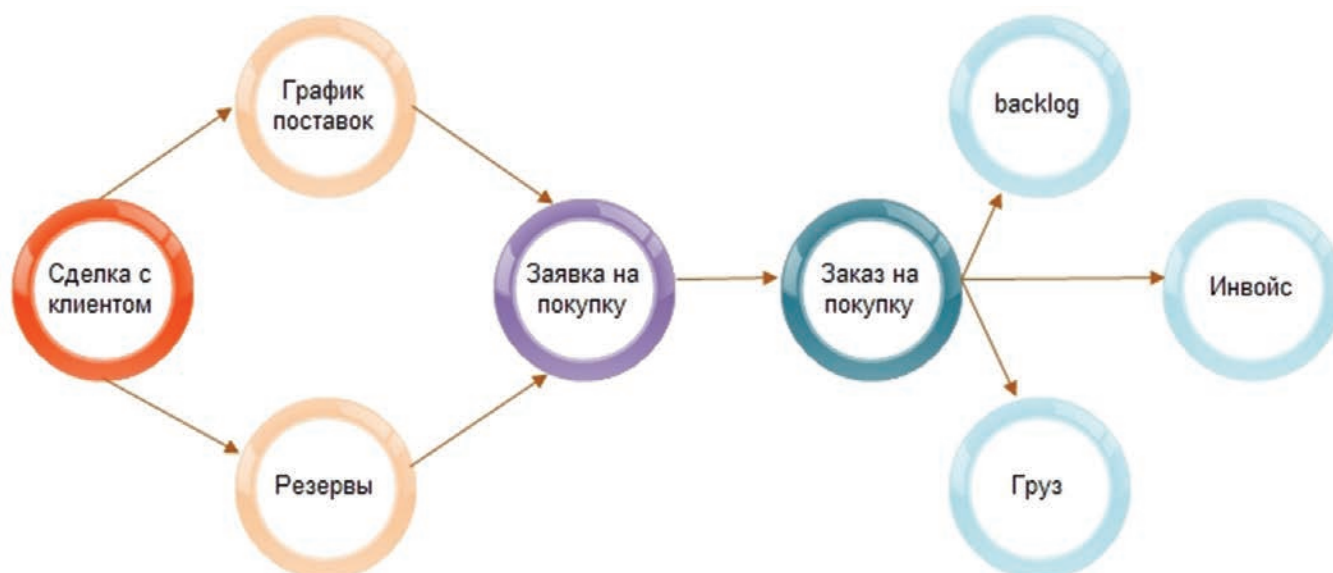 График
поставок
backlog
Сделка с
клиентом
Заявка на
покупку
Заказ на
покупку
Инвойс
Резервы
Груз